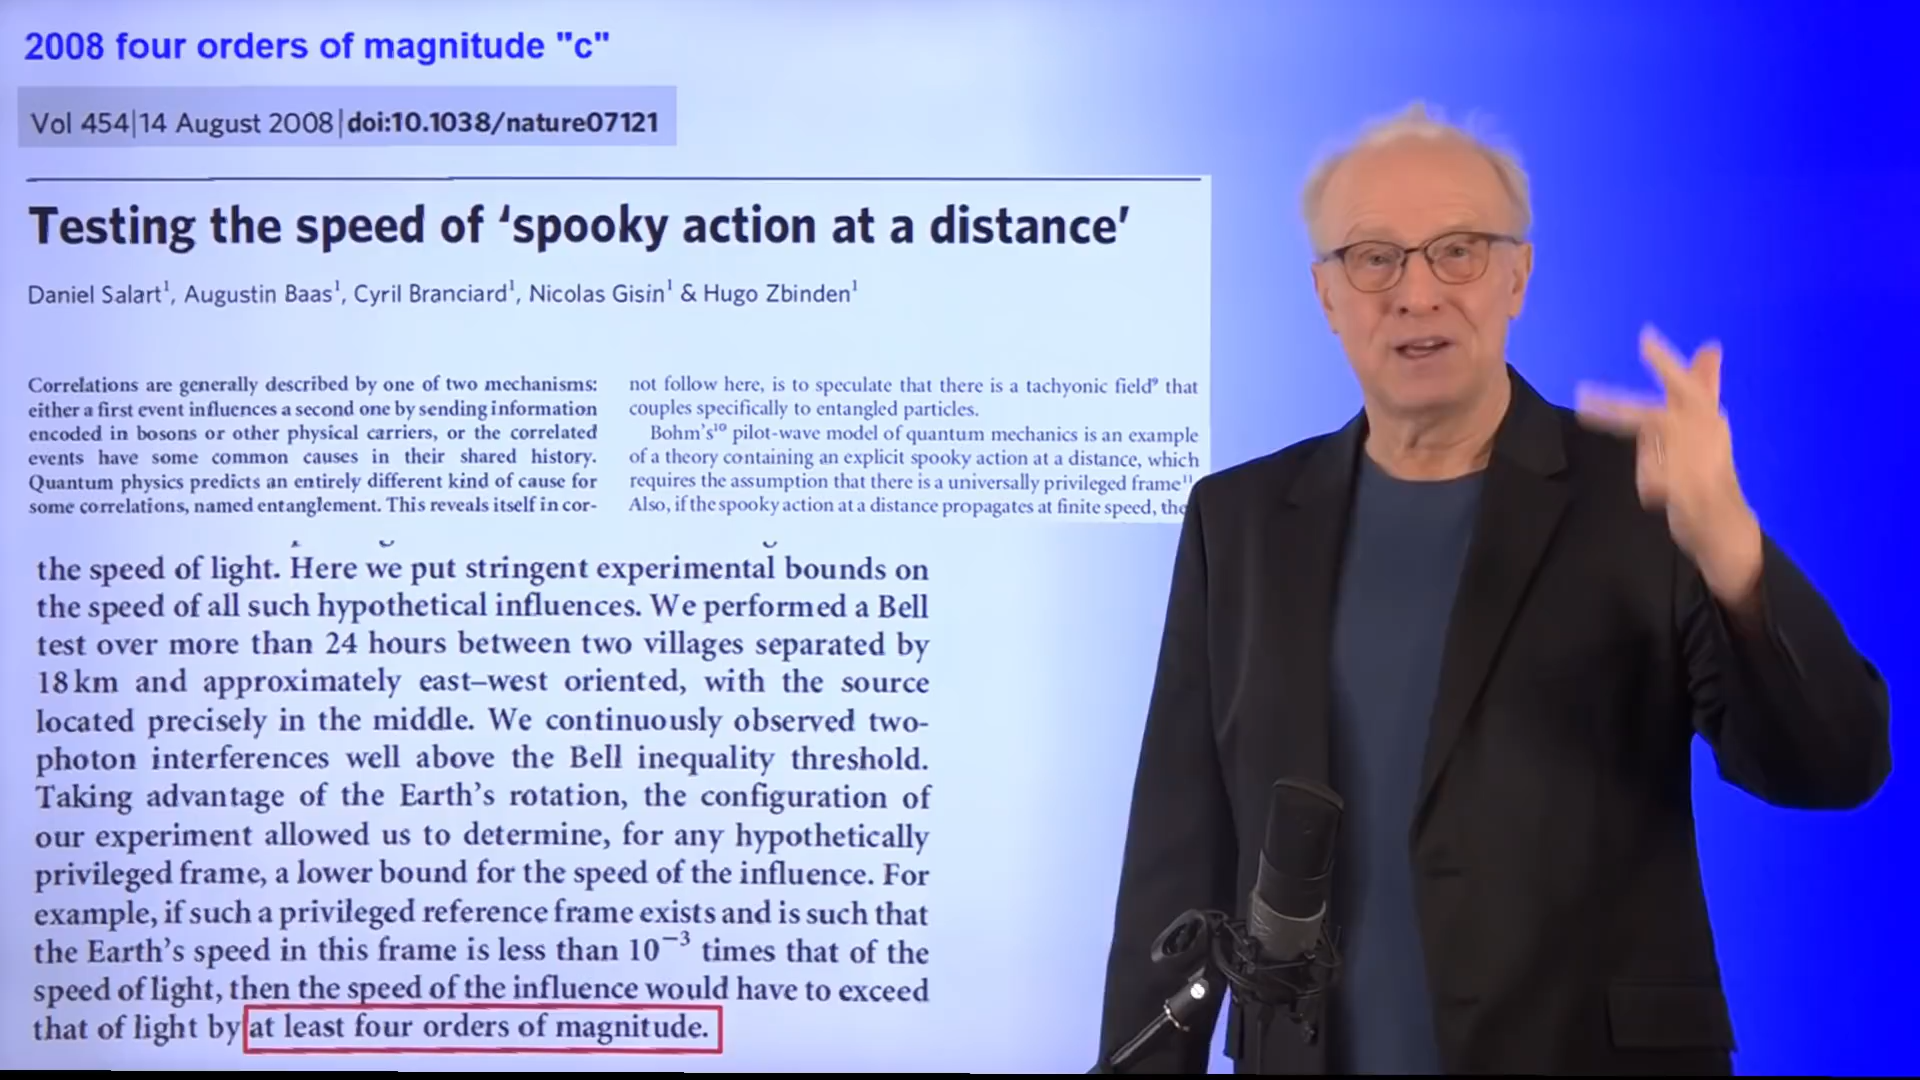 2008 four orders of magnitude "c"
Vol 454|14 August 2008|doi:10.1038/nature07121
Testing the speed of ‘spooky action at a distance’
Daniel Salart¹, Augustin Baas¹, Cyril Branciard¹, Nicolas Gisin¹ & Hugo Zbinden¹
Correlations are generally described by one of two mechanisms:
either a first event influences a second one by sending information
encoded in bosons or other physical carriers, or the correlated
events have some common causes in their shared history.
Quantum physics predicts an entirely different kind of cause for
some correlations, named entanglement. This reveals itself in cor-
not follow here, is to speculate that there is a tachyonic field⁹ that
couples specifically to entangled particles.
Bohm's¹⁰ pilot-wave model of quantum mechanics is an example
of a theory containing an explicit spooky action at a distance, which
requires the assumption that there is a universally privileged frame¹¹
Also, if the spooky action at a distance propagates at finite speed, the
the speed of light. Here we put stringent experimental bounds on
the speed of all such hypothetical influences. We performed a Bell
test over more than 24 hours between two villages separated by
18 km and approximately east–west oriented, with the source
located precisely in the middle. We continuously observed two-
photon interferences well above the Bell inequality threshold.
Taking advantage of the Earth's rotation, the configuration of
our experiment allowed us to determine, for any hypothetically
privileged frame, a lower bound for the speed of the influence. For
example, if such a privileged reference frame exists and is such that
the Earth's speed in this frame is less than 10⁻³ times that of the
speed of light, then the speed of the influence would have to exceed
that of light by at least four orders of magnitude.